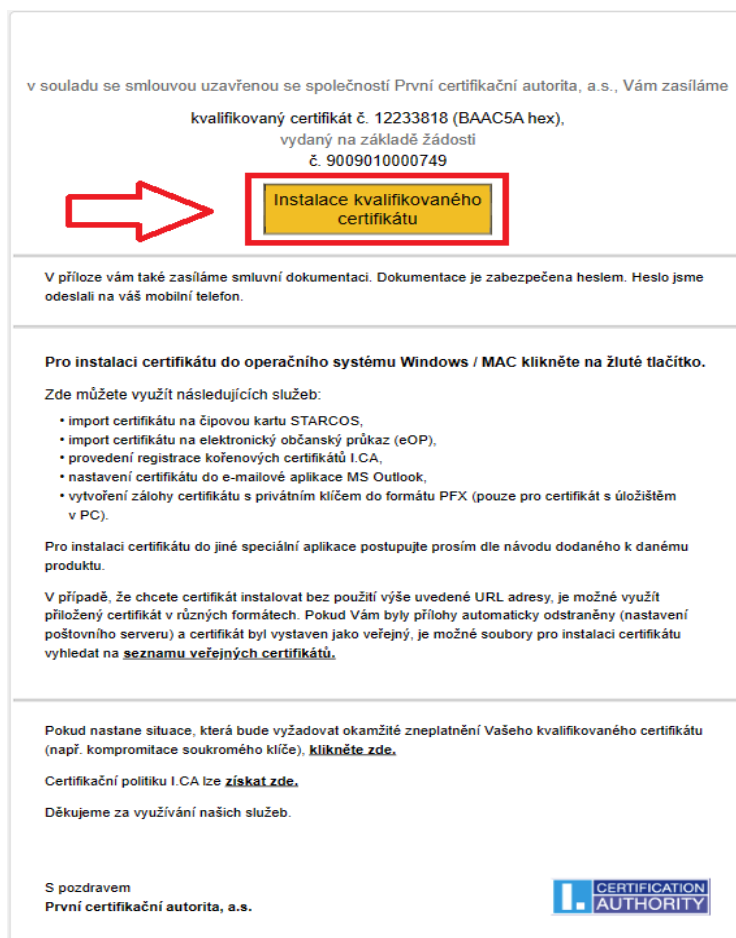 v souladu se smlouvou uzavřenou se společností První certifikační autorita, a.s., Vám zasíláme
kvalifikovaný certifikát č. 12233818 (BAAC5A hex),
vydaný na základě žádosti
č. 9009010000749
Instalace kvalifikovaného
certifikátu
V příloze vám také zasíláme smluvní dokumentaci. Dokumentace je zabezpečena heslem. Heslo jsme
odeslali na váš mobilní telefon.
Pro instalaci certifikátu do operačního systému Windows / MAC klikněte na žluté tlačítko.
Zde můžete využít následujících služeb:
• import certifikátu na čipovou kartu STARCOS,
• import certifikátu na elektronický občanský průkaz (eOP),
• provedení registrace kořenových certifikátů I.CA,
• nastavení certifikátu do e-mailové aplikace MS Outlook,
• vytvoření zálohy certifikátu s privátním klíčem do formátu PFX (pouze pro certifikát s úložištěm
v PC).
Pro instalaci certifikátu do jiné speciální aplikace postupujte prosím dle návodu dodaného k danému
produktu.
V případě, že chcete certifikát instalovat bez použití výše uvedené URL adresy, je možné využít
přiložený certifikát v různých formátech. Pokud Vám byly přílohy automaticky odstraněny (nastavení
poštovního serveru) a certifikát byl vystaven jako veřejný, je možné soubory pro instalaci certifikátu
vyhledat na seznamu veřejných certifikátů.
Pokud nastane situace, která bude vyžadovat okamžité zneplatnění Vašeho kvalifikovaného certifikátu
(např. kompromitace soukromého klíče), klikněte zde.
Certifikační politiku I.CA lze získat zde.
Děkujeme za využívání našich služeb.
S pozdravem
První certifikační autorita, a.s.
I. CERTIFICATION
AUTHORITY